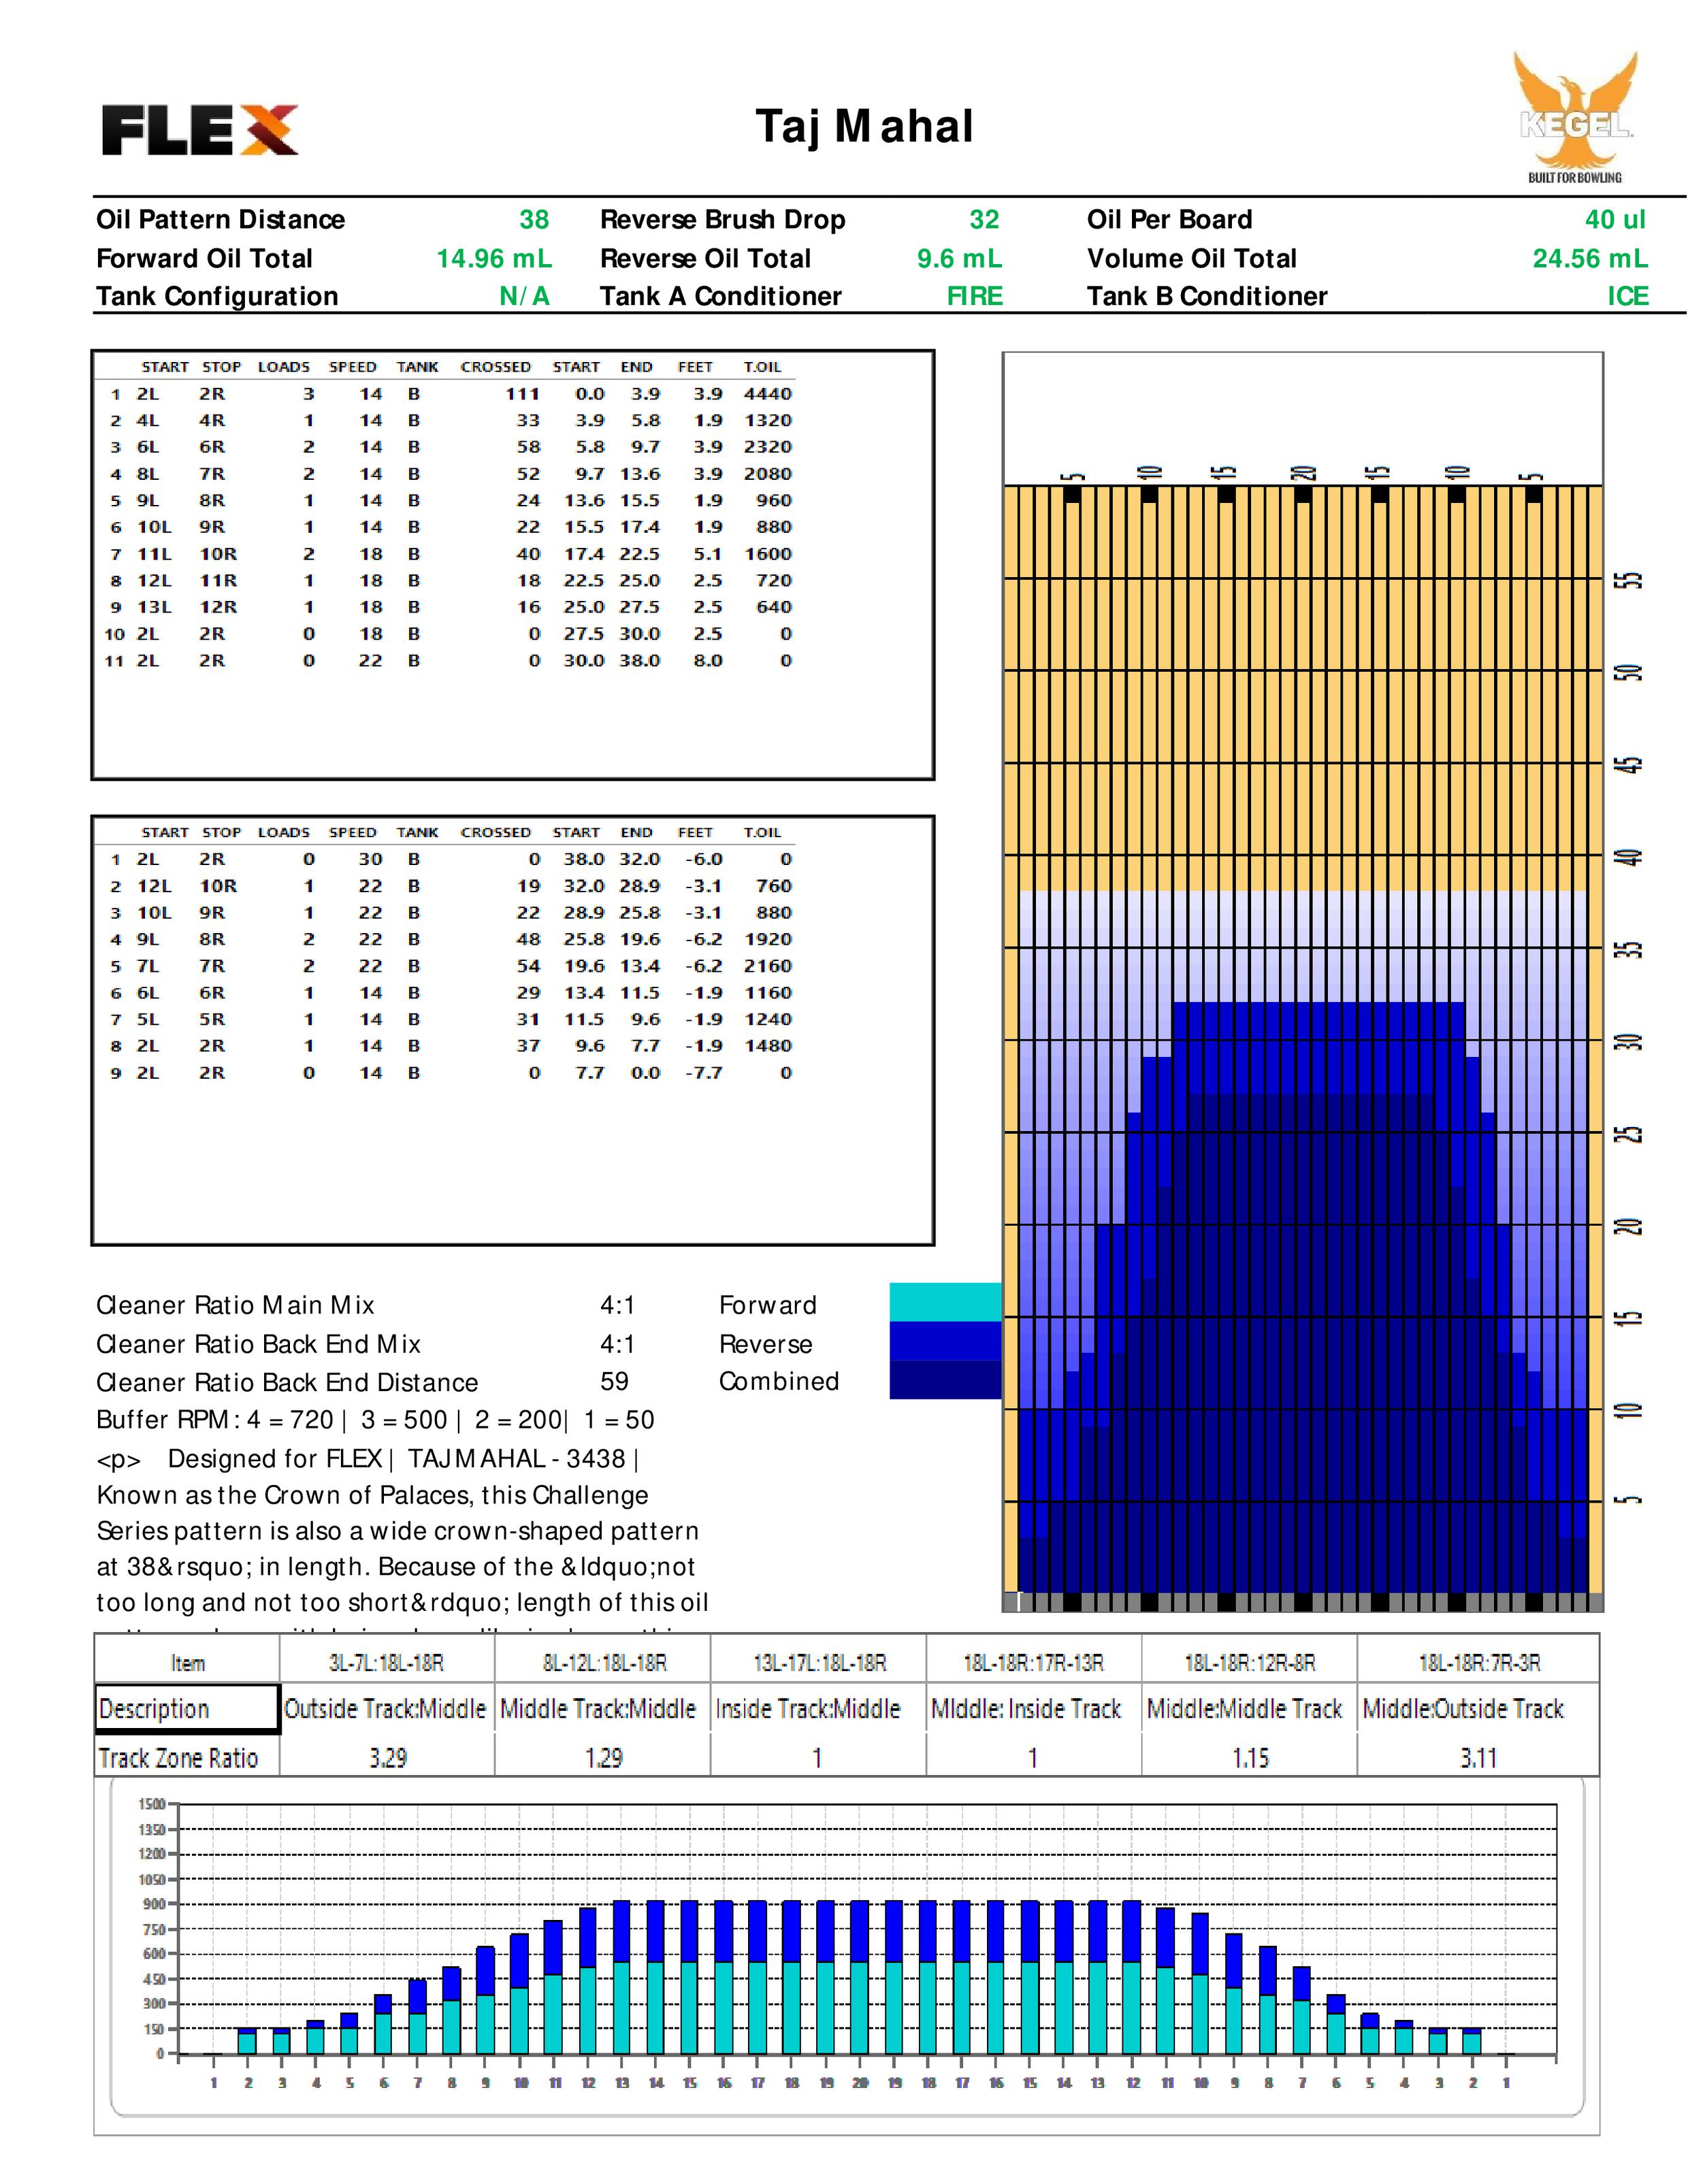 FLEX
Taj Mahal
KEGEL
BUILT FOR BOWLING
Oil Pattern Distance 38 Reverse Brush Drop 32 Oil Per Board 40 ul
Forward Oil Total 14.96 mL Reverse Oil Total 9.6 mL Volume Oil Total 24.56 mL
Tank Configuration N/A Tank A Conditioner FIRE Tank B Conditioner ICE
START STOP LOADS SPEED TANK CROSSED START END FEET T.OIL
1 2L 2R 3 14 B 111 0.0 3.9 3.9 4440
2 4L 4R 1 14 B 33 3.9 5.8 1.9 1320
3 6L 6R 2 14 B 58 5.8 9.7 3.9 2320
4 8L 7R 2 14 B 52 9.7 13.6 3.9 2080
5 9L 8R 1 14 B 24 13.6 15.5 1.9 960
6 10L 9R 1 14 B 22 15.5 17.4 1.9 880
7 11L 10R 2 18 B 40 17.4 22.5 5.1 1600
8 12L 11R 1 18 B 18 22.5 25.0 2.5 720
9 13L 12R 1 18 B 16 25.0 27.5 2.5 640
10 2L 2R 0 18 B 0 27.5 30.0 2.5 0
11 2L 2R 0 22 B 0 30.0 38.0 8.0 0
START STOP LOADS SPEED TANK CROSSED START END FEET T.OIL
1 2L 2R 0 30 B 0 38.0 32.0 -6.0 0
2 12L 10R 1 22 B 19 32.0 28.9 -3.1 760
3 10L 9R 1 22 B 22 28.9 25.8 -3.1 880
4 9L 8R 2 22 B 48 25.8 19.6 -6.2 1920
5 7L 7R 2 22 B 54 19.6 13.4 -6.2 2160
6 6L 6R 1 14 B 29 13.4 11.5 -1.9 1160
7 5L 5R 1 14 B 31 11.5 9.6 -1.9 1240
8 2L 2R 1 14 B 37 9.6 7.7 -1.9 1480
9 2L 2R 0 14 B 0 7.7 0.0 -7.7 0
5 10 15 20 15 10 5
55
50
45
40
35
30
25
20
15
10
5
Cleaner Ratio Main Mix 4:1 Forward
Cleaner Ratio Back End Mix 4:1 Reverse
Cleaner Ratio Back End Distance 59 Combined
Buffer RPM: 4 = 720 | 3 = 500 | 2 = 200| 1 = 50
<p> Designed for FLEX | TAJ MAHAL - 3438 |
Known as the Crown of Palaces, this Challenge
Series pattern is also a wide crown-shaped pattern
at 38&rsquo; in length. Because of the &ldquo;not
too long and not too short&rdquo; length of this oil
Item 3L-7L:18L-18R 8L-12L:18L-18R 13L-17L:18L-18R 18L-18R:17R-13R 18L-18R:12R-8R 18L-18R:7R-3R
Description Outside Track:Middle Middle Track:Middle Inside Track:Middle MIddle: Inside Track Middle:Middle Track Middle:Outside Track
Track Zone Ratio 3.29 1.29 1 1 1.15 3.11
1500
1350
1200
1050
900
750
600
450
300
150
0
1 2 3 4 5 6 7 8 9 10 11 12 13 14 15 16 17 18 19 20 19 18 17 16 15 14 13 12 11 10 9 8 7 6 5 4 3 2 1